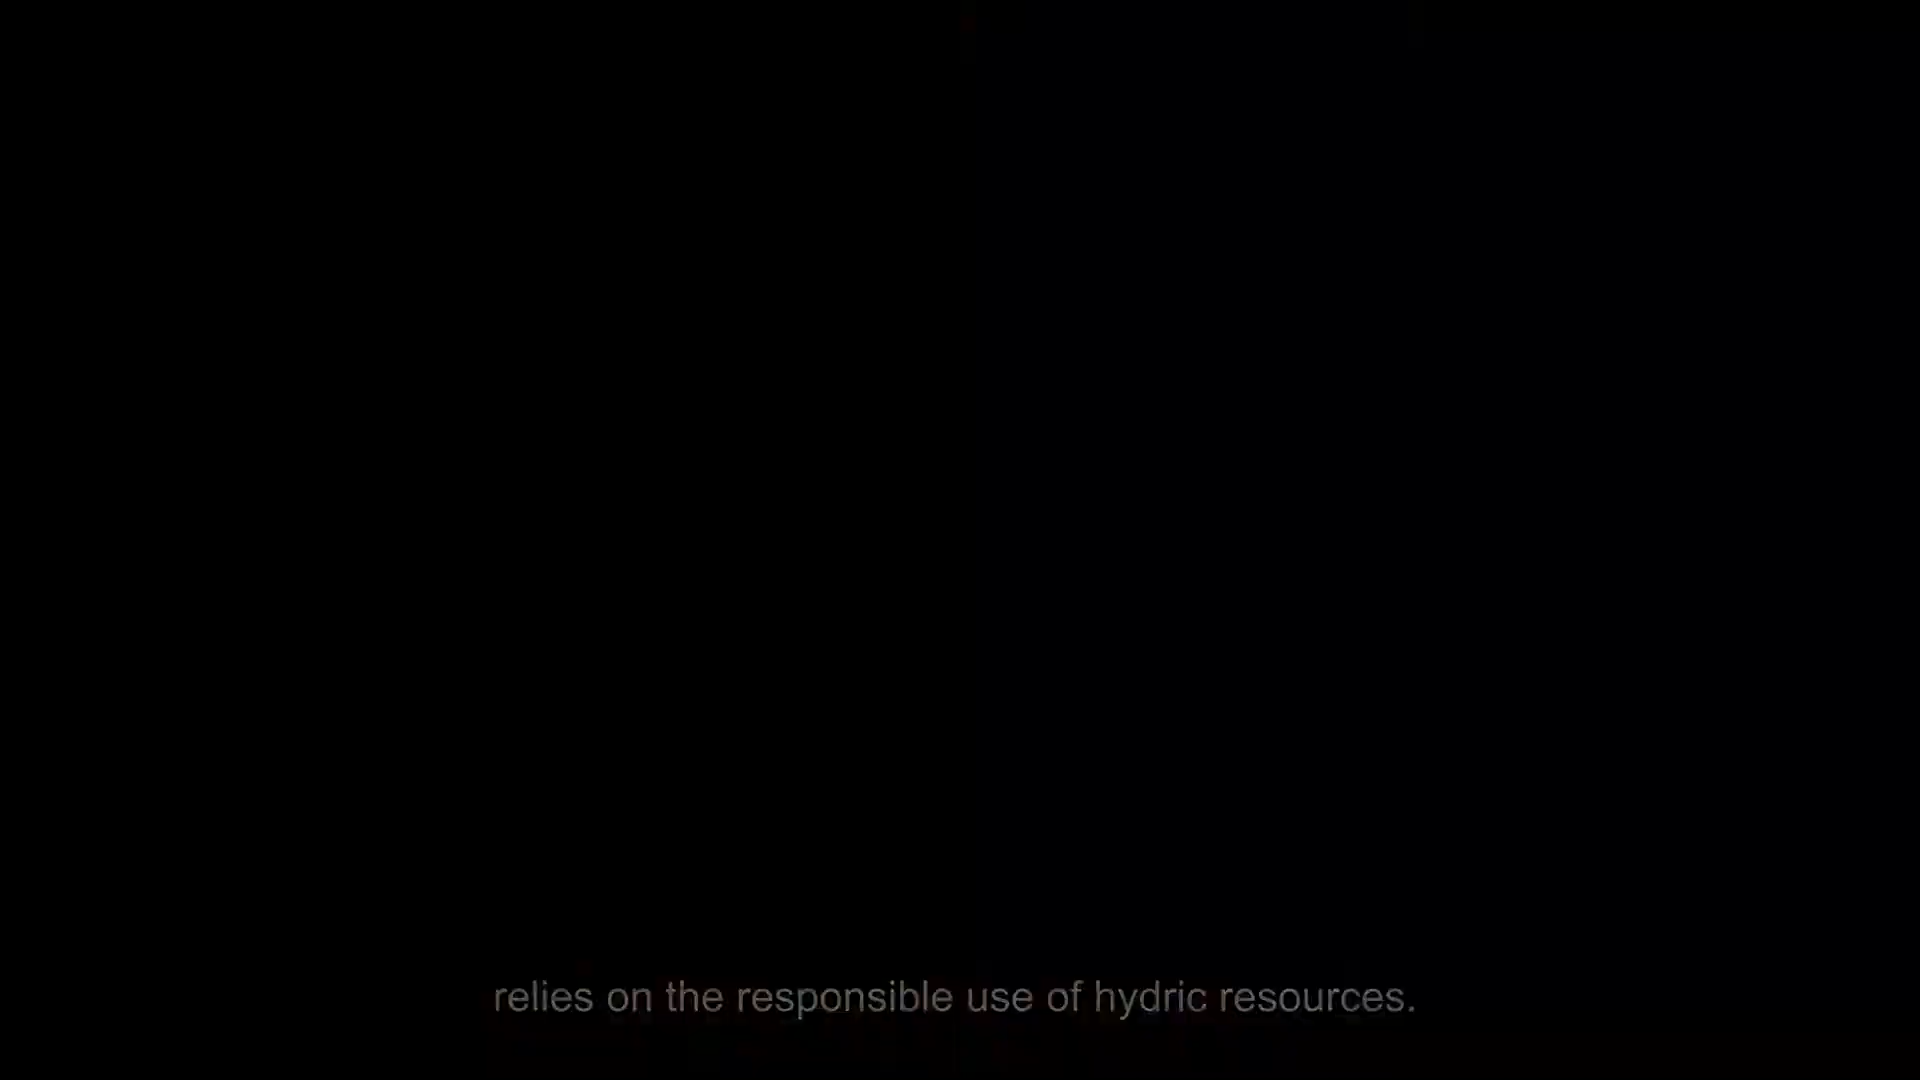 relies on the responsible use of hydric resources.